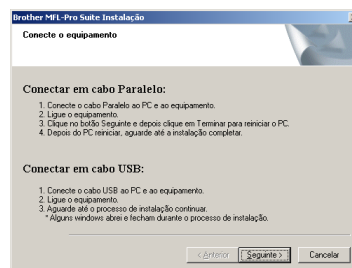 Brother MFL-Pro Suite Instalação
Conecte o equipamento
Conectar em cabo Paralelo:
1. Conecte o cabo Paralelo ao PC e ao equipamento.
2. Ligue o equipamento.
3. Clique no botão Seguinte e depois clique em Terminar para reiniciar o PC.
4. Depois do PC reiniciar, aguarde até a instalação completar.
Conectar em cabo USB:
1. Conecte o cabo USB ao PC e ao equipamento.
2. Ligue o equipamento.
3. Aguarde até o processo de instalação continuar.
* Alguns windows abrei e fecham durante o processo de instalação.
< Anterior Seguinte > Cancelar